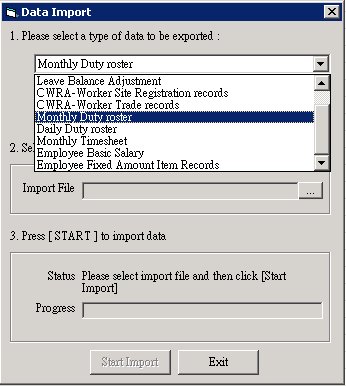 Data Import
1. Please select a type of data to be exported :
Monthly Duty roster
Leave Balance Adjustment
CWRA-Worker Site Registration records
CWRA-Worker Trade records
Monthly Duty roster
Daily Duty roster
Monthly Timesheet
Employee Basic Salary
Employee Fixed Amount Item Records
2. Se
Import File
...
3. Press [ START ] to import data
Status Please select import file and then click [Start
Import]
Progress
Start Import Exit